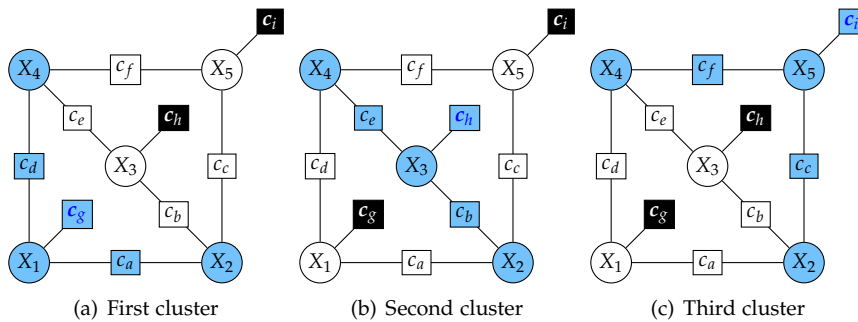 c_i c_i c_i
X_4 c_f X_5 X_4 c_f X_5 X_4 c_f X_5
c_e c_h c_e c_h c_e c_h
c_d X_3 c_c c_d X_3 c_c c_d X_3 c_c
c_g c_b c_g c_b c_g c_b
X_1 c_a X_2 X_1 c_a X_2 X_1 c_a X_2
(a) First cluster (b) Second cluster (c) Third cluster